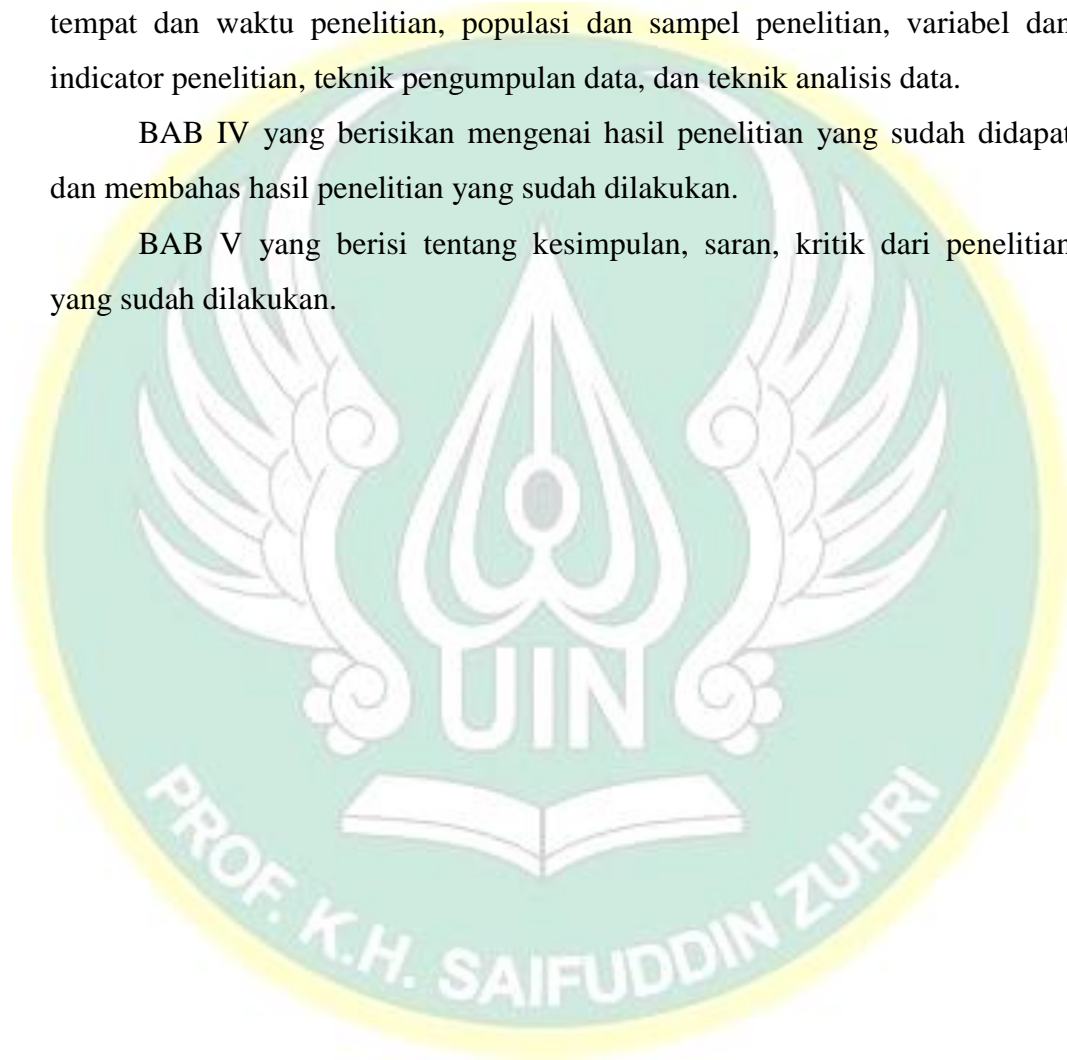 tempat dan waktu penelitian, populasi dan sampel penelitian, variabel dan
indicator penelitian, teknik pengumpulan data, dan teknik analisis data.
BAB IV yang berisikan mengenai hasil penelitian yang sudah didapat
dan membahas hasil penelitian yang sudah dilakukan.
BAB V yang berisi tentang kesimpulan, saran, kritik dari penelitian
yang sudah dilakukan.
UIN
PROF. K.H. SAIFUDDIN ZUHRI